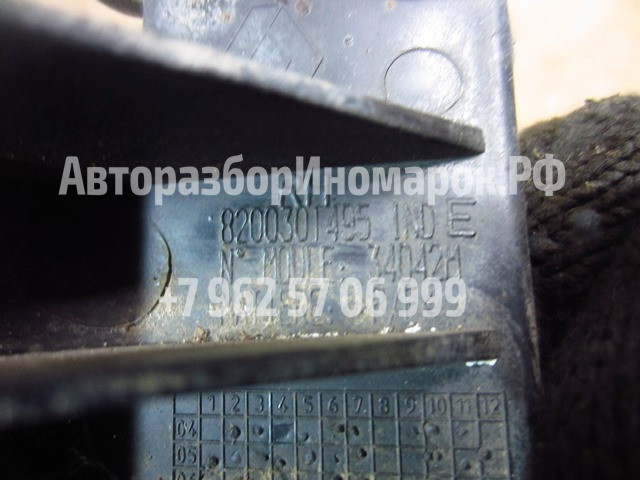 АвторазборИномарок.РФ
8200301495 IND E
N° MOULE: 34042M
+7 962 57 06 999
1 2 3 4 5 6 7 8 9 10 11 12
04
05